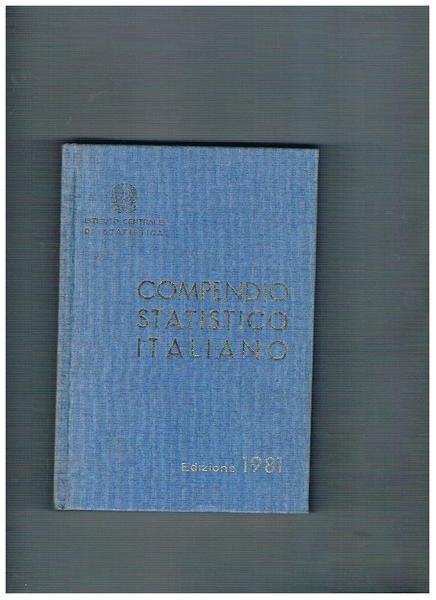 ISTITUTO CENTRALE
DI STATISTICA
COMPENDIO
STATISTICO
ITALIANO
Edizione 1981